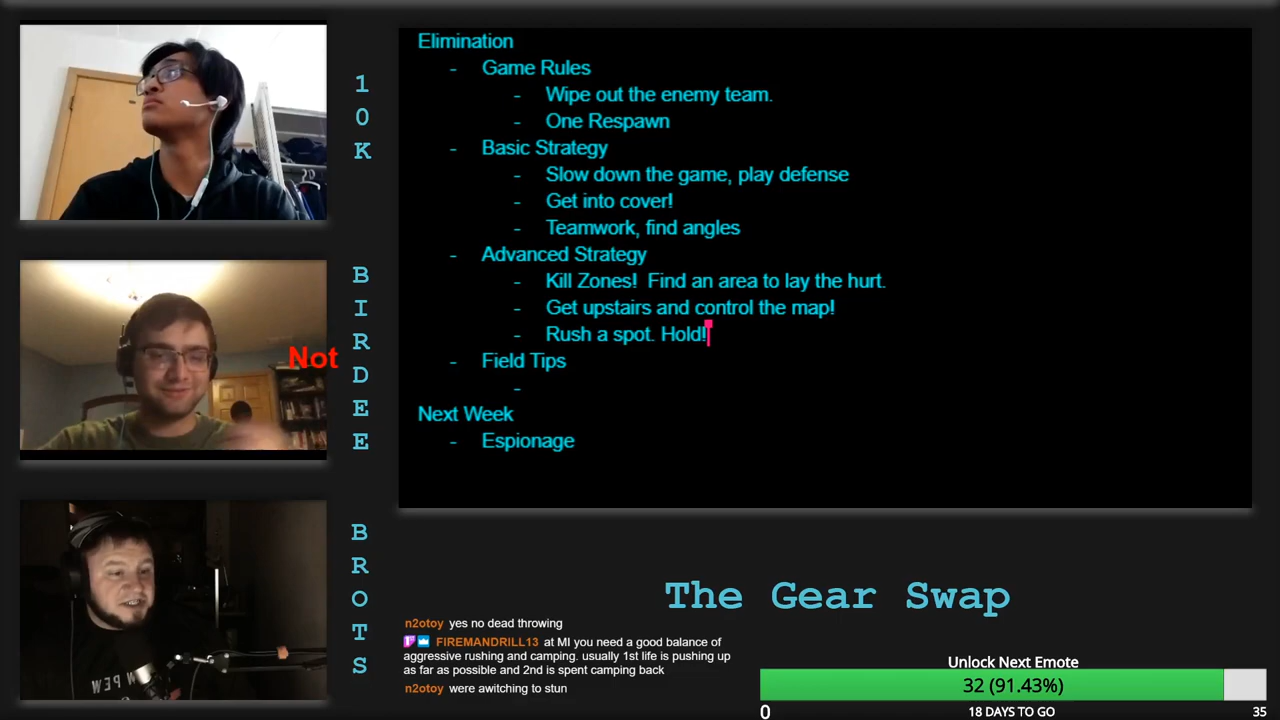 10K
Not
BIRDEE
BROTS
Elimination
- Game Rules
- Wipe out the enemy team.
- One Respawn
- Basic Strategy
- Slow down the game, play defense
- Get into cover!
- Teamwork, find angles
- Advanced Strategy
- Kill Zones!  Find an area to lay the hurt.
- Get upstairs and control the map!
- Rush a spot. Hold!
- Field Tips
-
Next Week
- Espionage
The Gear Swap
n2otoy yes no dead throwing
FIREMANDRILL13 at MI you need a good balance of
aggressive rushing and camping. usually 1st life is pushing up
as far as possible and 2nd is spent camping back
n2otoy were awitching to stun
Unlock Next Emote
32 (91.43%)
0 18 DAYS TO GO 35